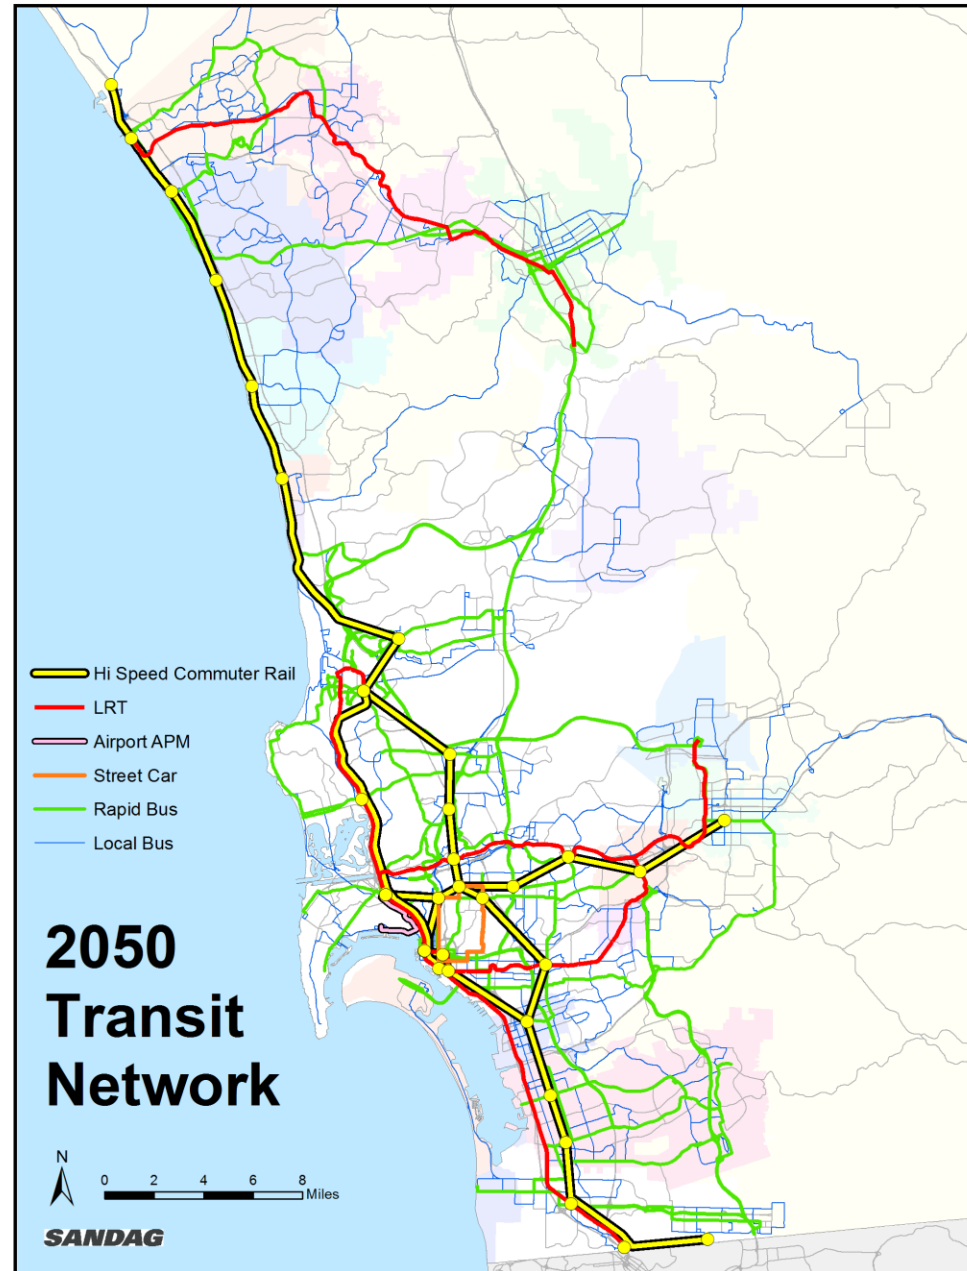 Hi Speed Commuter Rail
LRT
Airport APM
Street Car
Rapid Bus
Local Bus
2050
Transit
Network
N
0 2 4 6 8
Miles
SANDAG